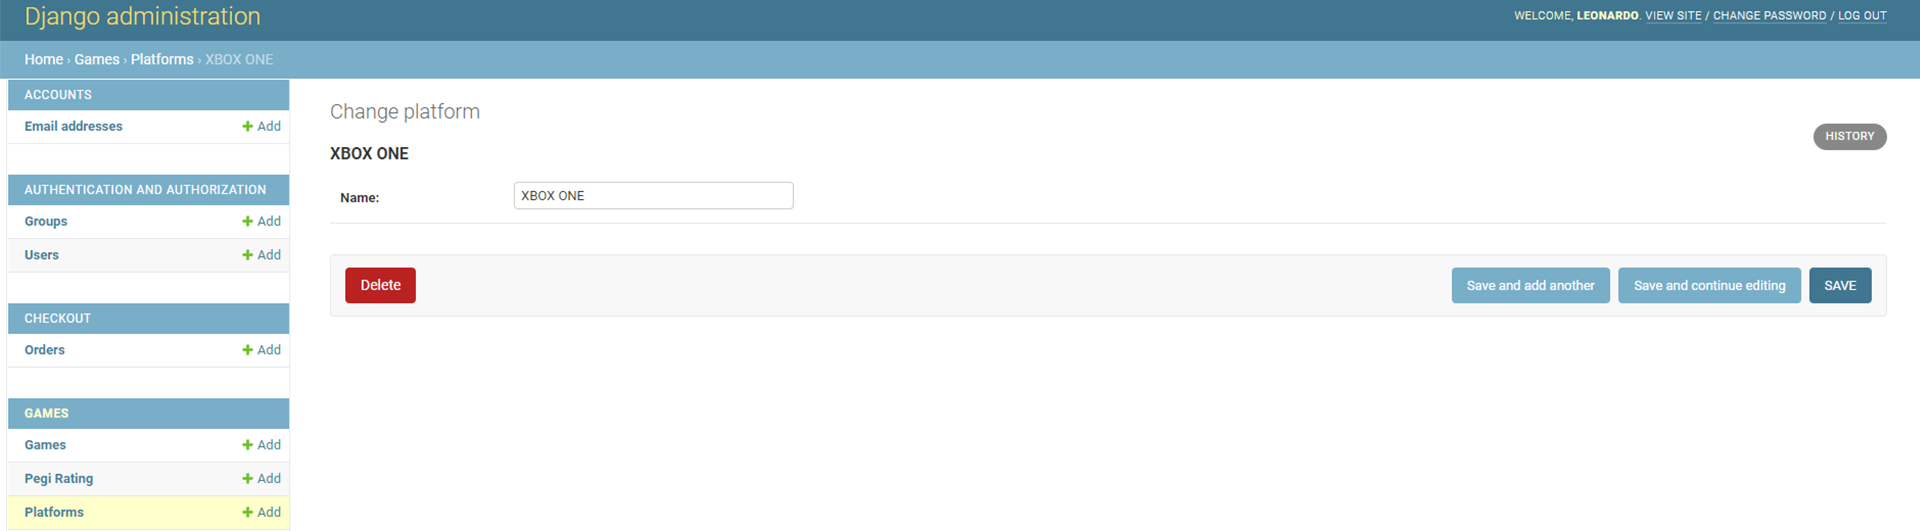 Django administration
WELCOME, LEONARDO. VIEW SITE / CHANGE PASSWORD / LOG OUT
Home › Games › Platforms › XBOX ONE
ACCOUNTS
Email addresses + Add
AUTHENTICATION AND AUTHORIZATION
Groups + Add
Users + Add
CHECKOUT
Orders + Add
GAMES
Games + Add
Pegi Rating + Add
Platforms + Add
Change platform
HISTORY
XBOX ONE
Name: XBOX ONE
Delete Save and add another Save and continue editing SAVE